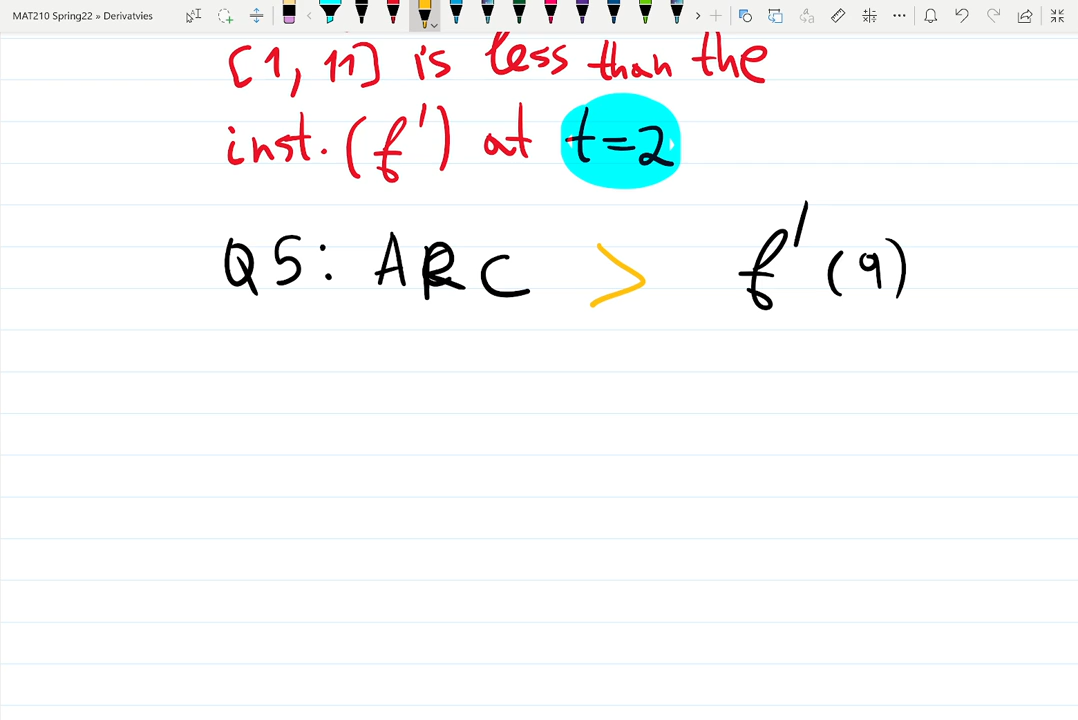 MAT210 Spring22 » Derivatvies
[1, 11] is less than the
inst. (f') at t=2
Q5: ARC > f'(9)